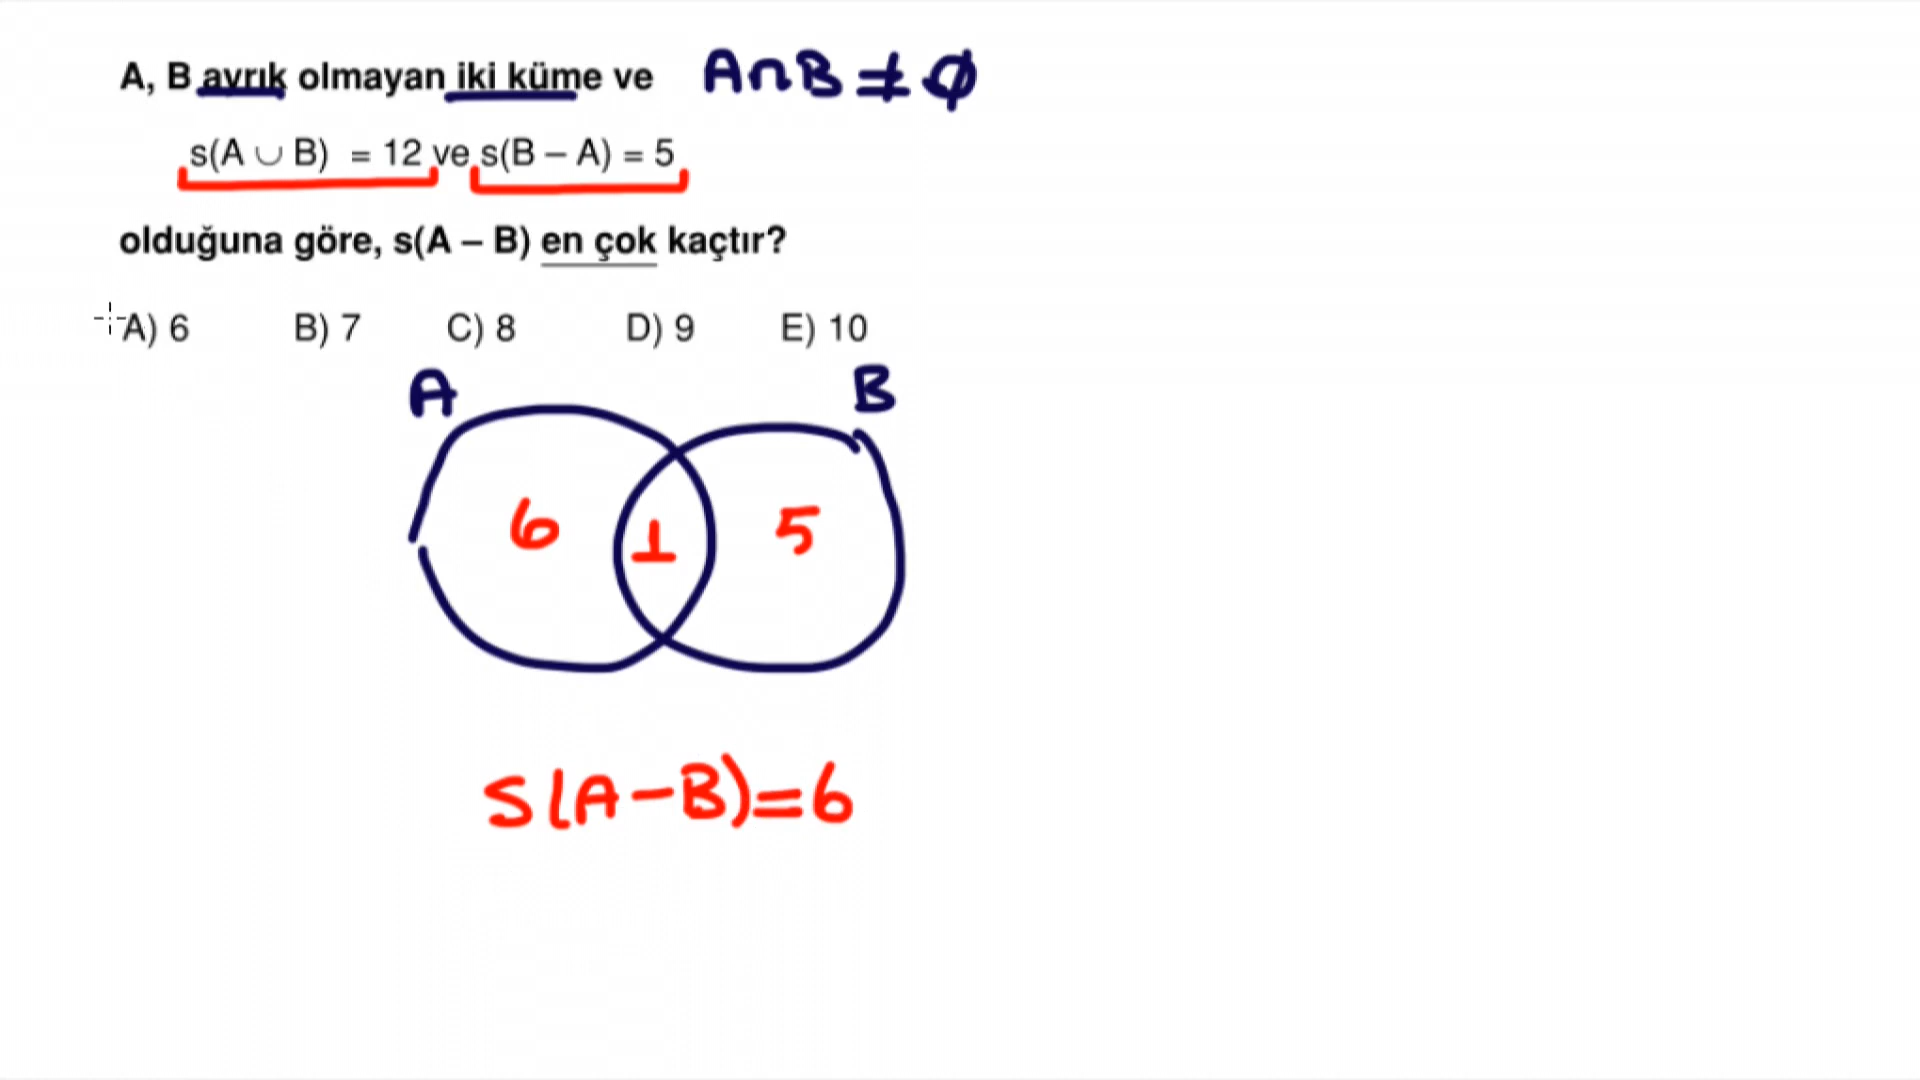 A, B ayrık olmayan iki küme ve A∩B ≠ ∅
s(A ∪ B) = 12 ve s(B – A) = 5
olduğuna göre, s(A – B) en çok kaçtır?
A) 6 B) 7 C) 8 D) 9 E) 10
A B
6 1 5
S(A-B)=6